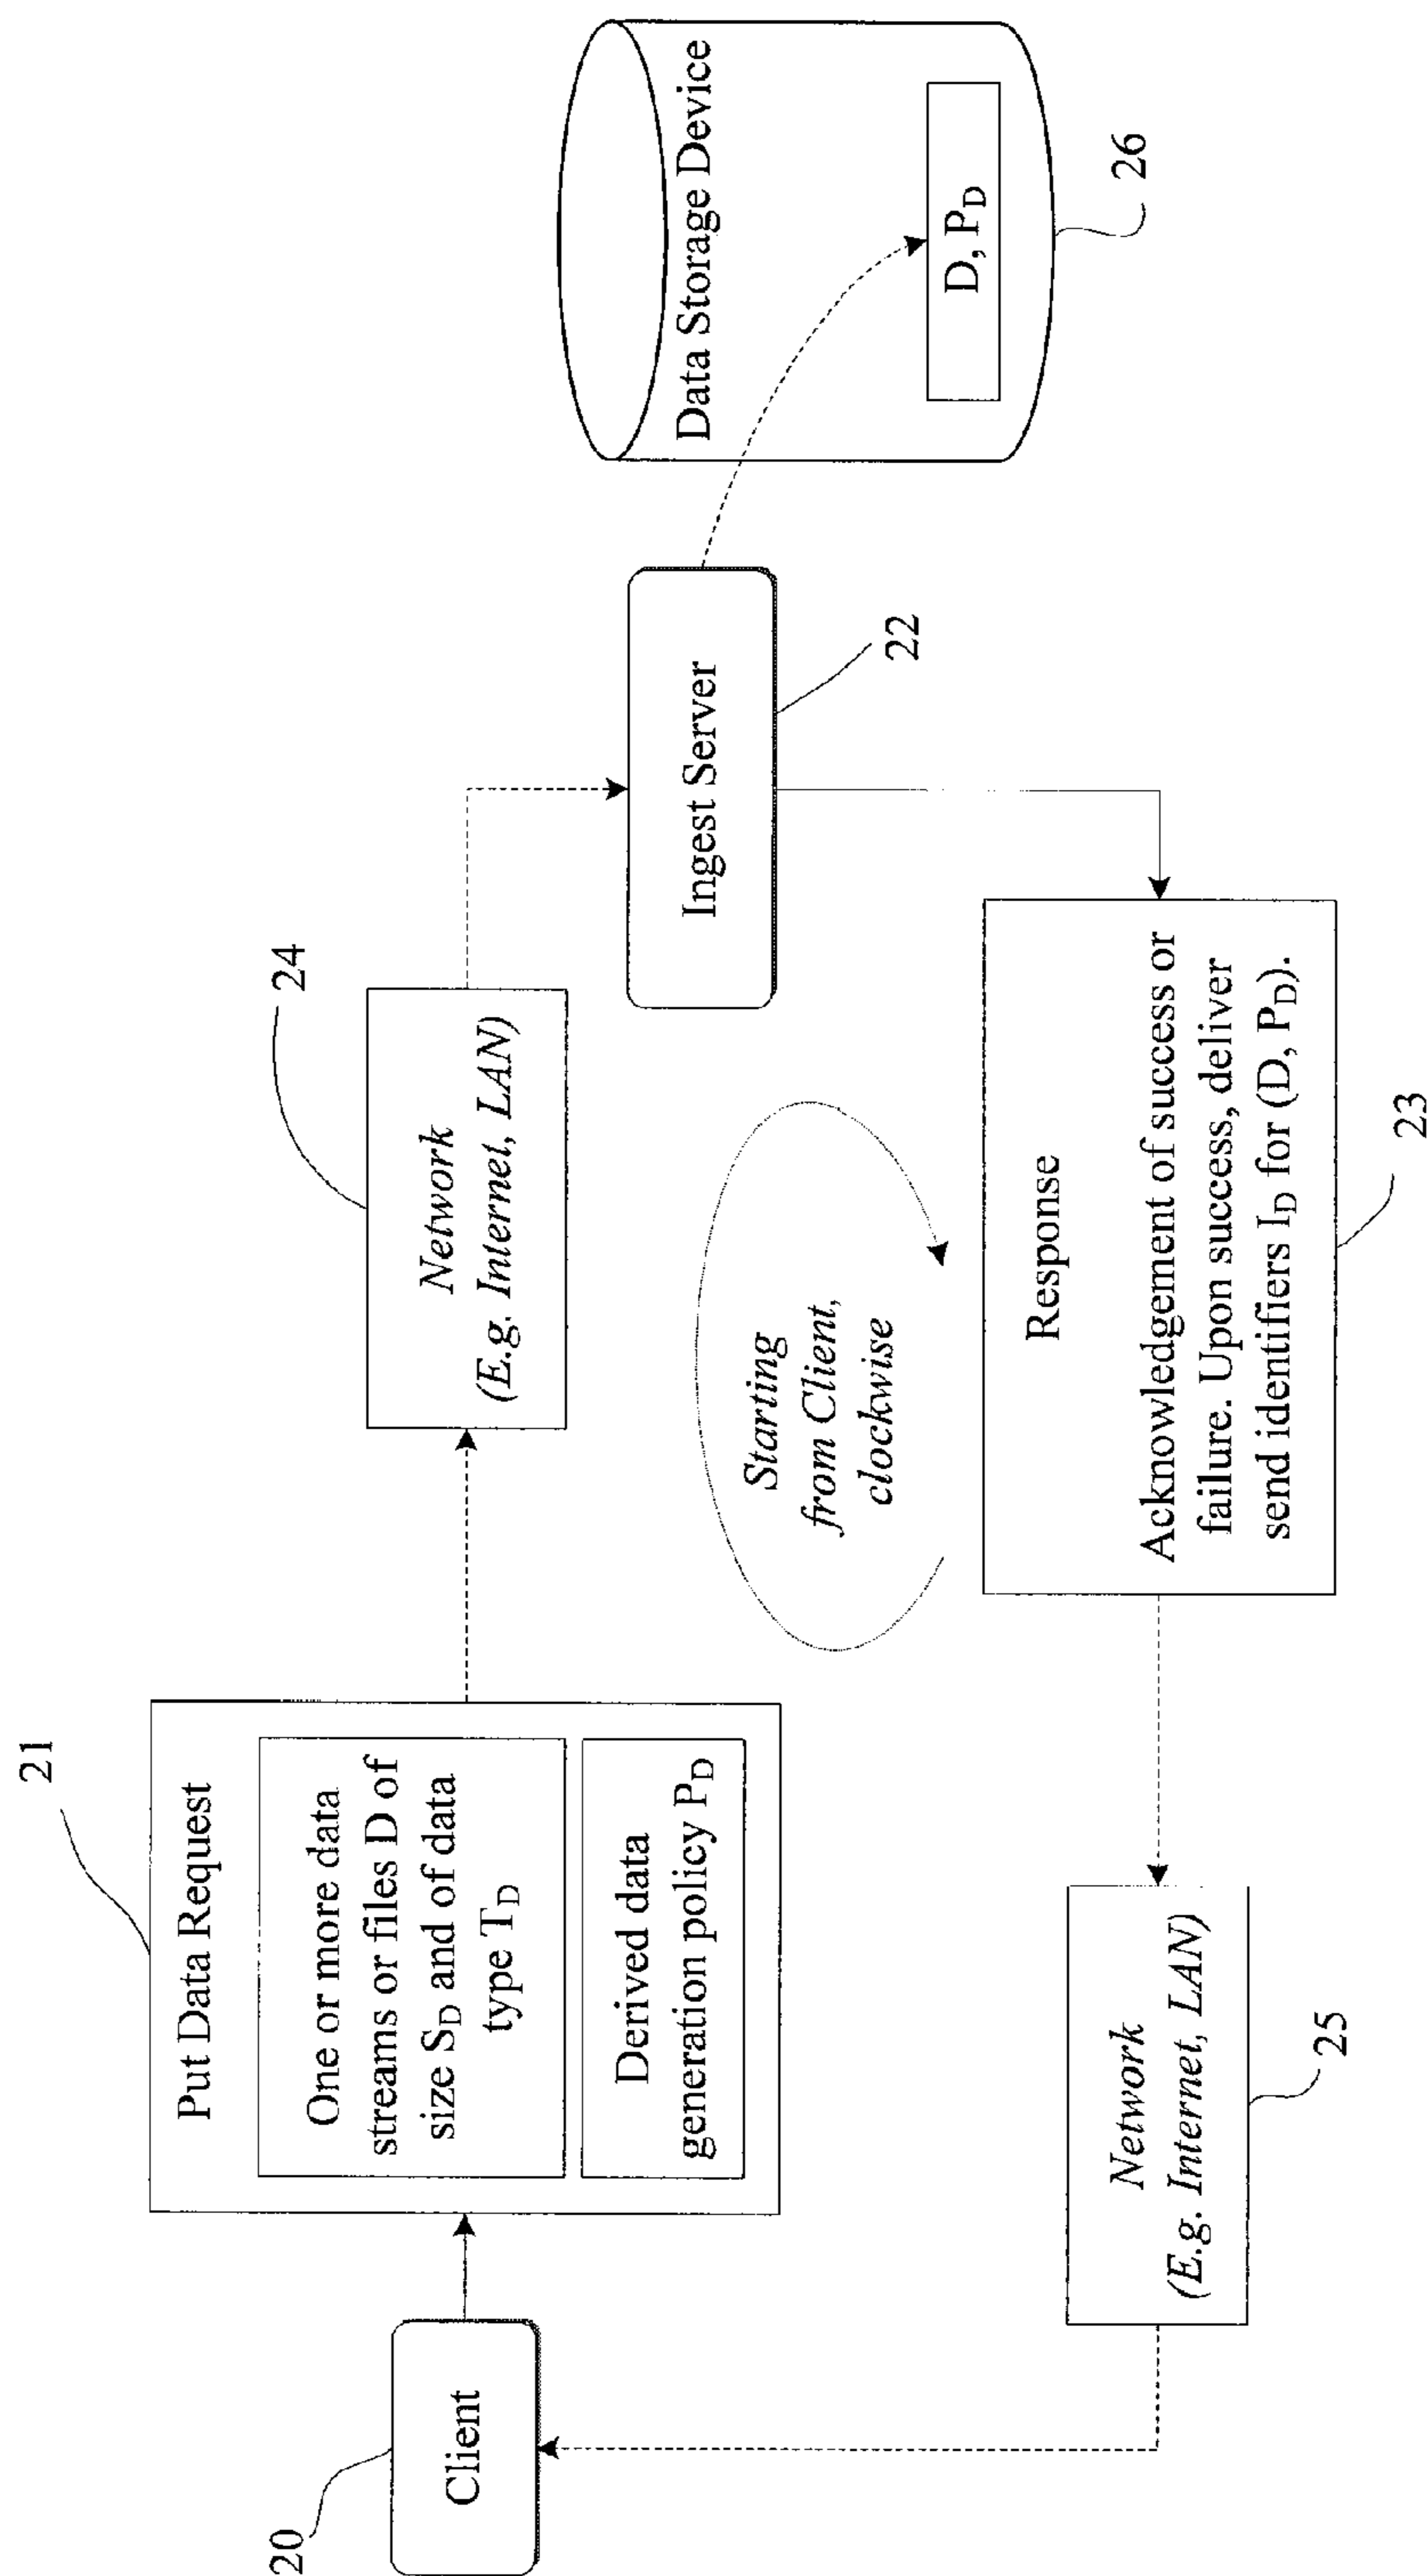 21
Put Data Request
One or more data
streams or files D of
size S_D and of data
type T_D
Derived data
generation policy P_D
20
Client
24
Network
(E.g. Internet, LAN)
Ingest Server
22
Data Storage Device
D, P_D
26
Starting
from Client,
clockwise
Response
Acknowledgement of success or
failure. Upon success, deliver
send identifiers I_D for (D, P_D).
23
Network
(E.g. Internet, LAN)
25